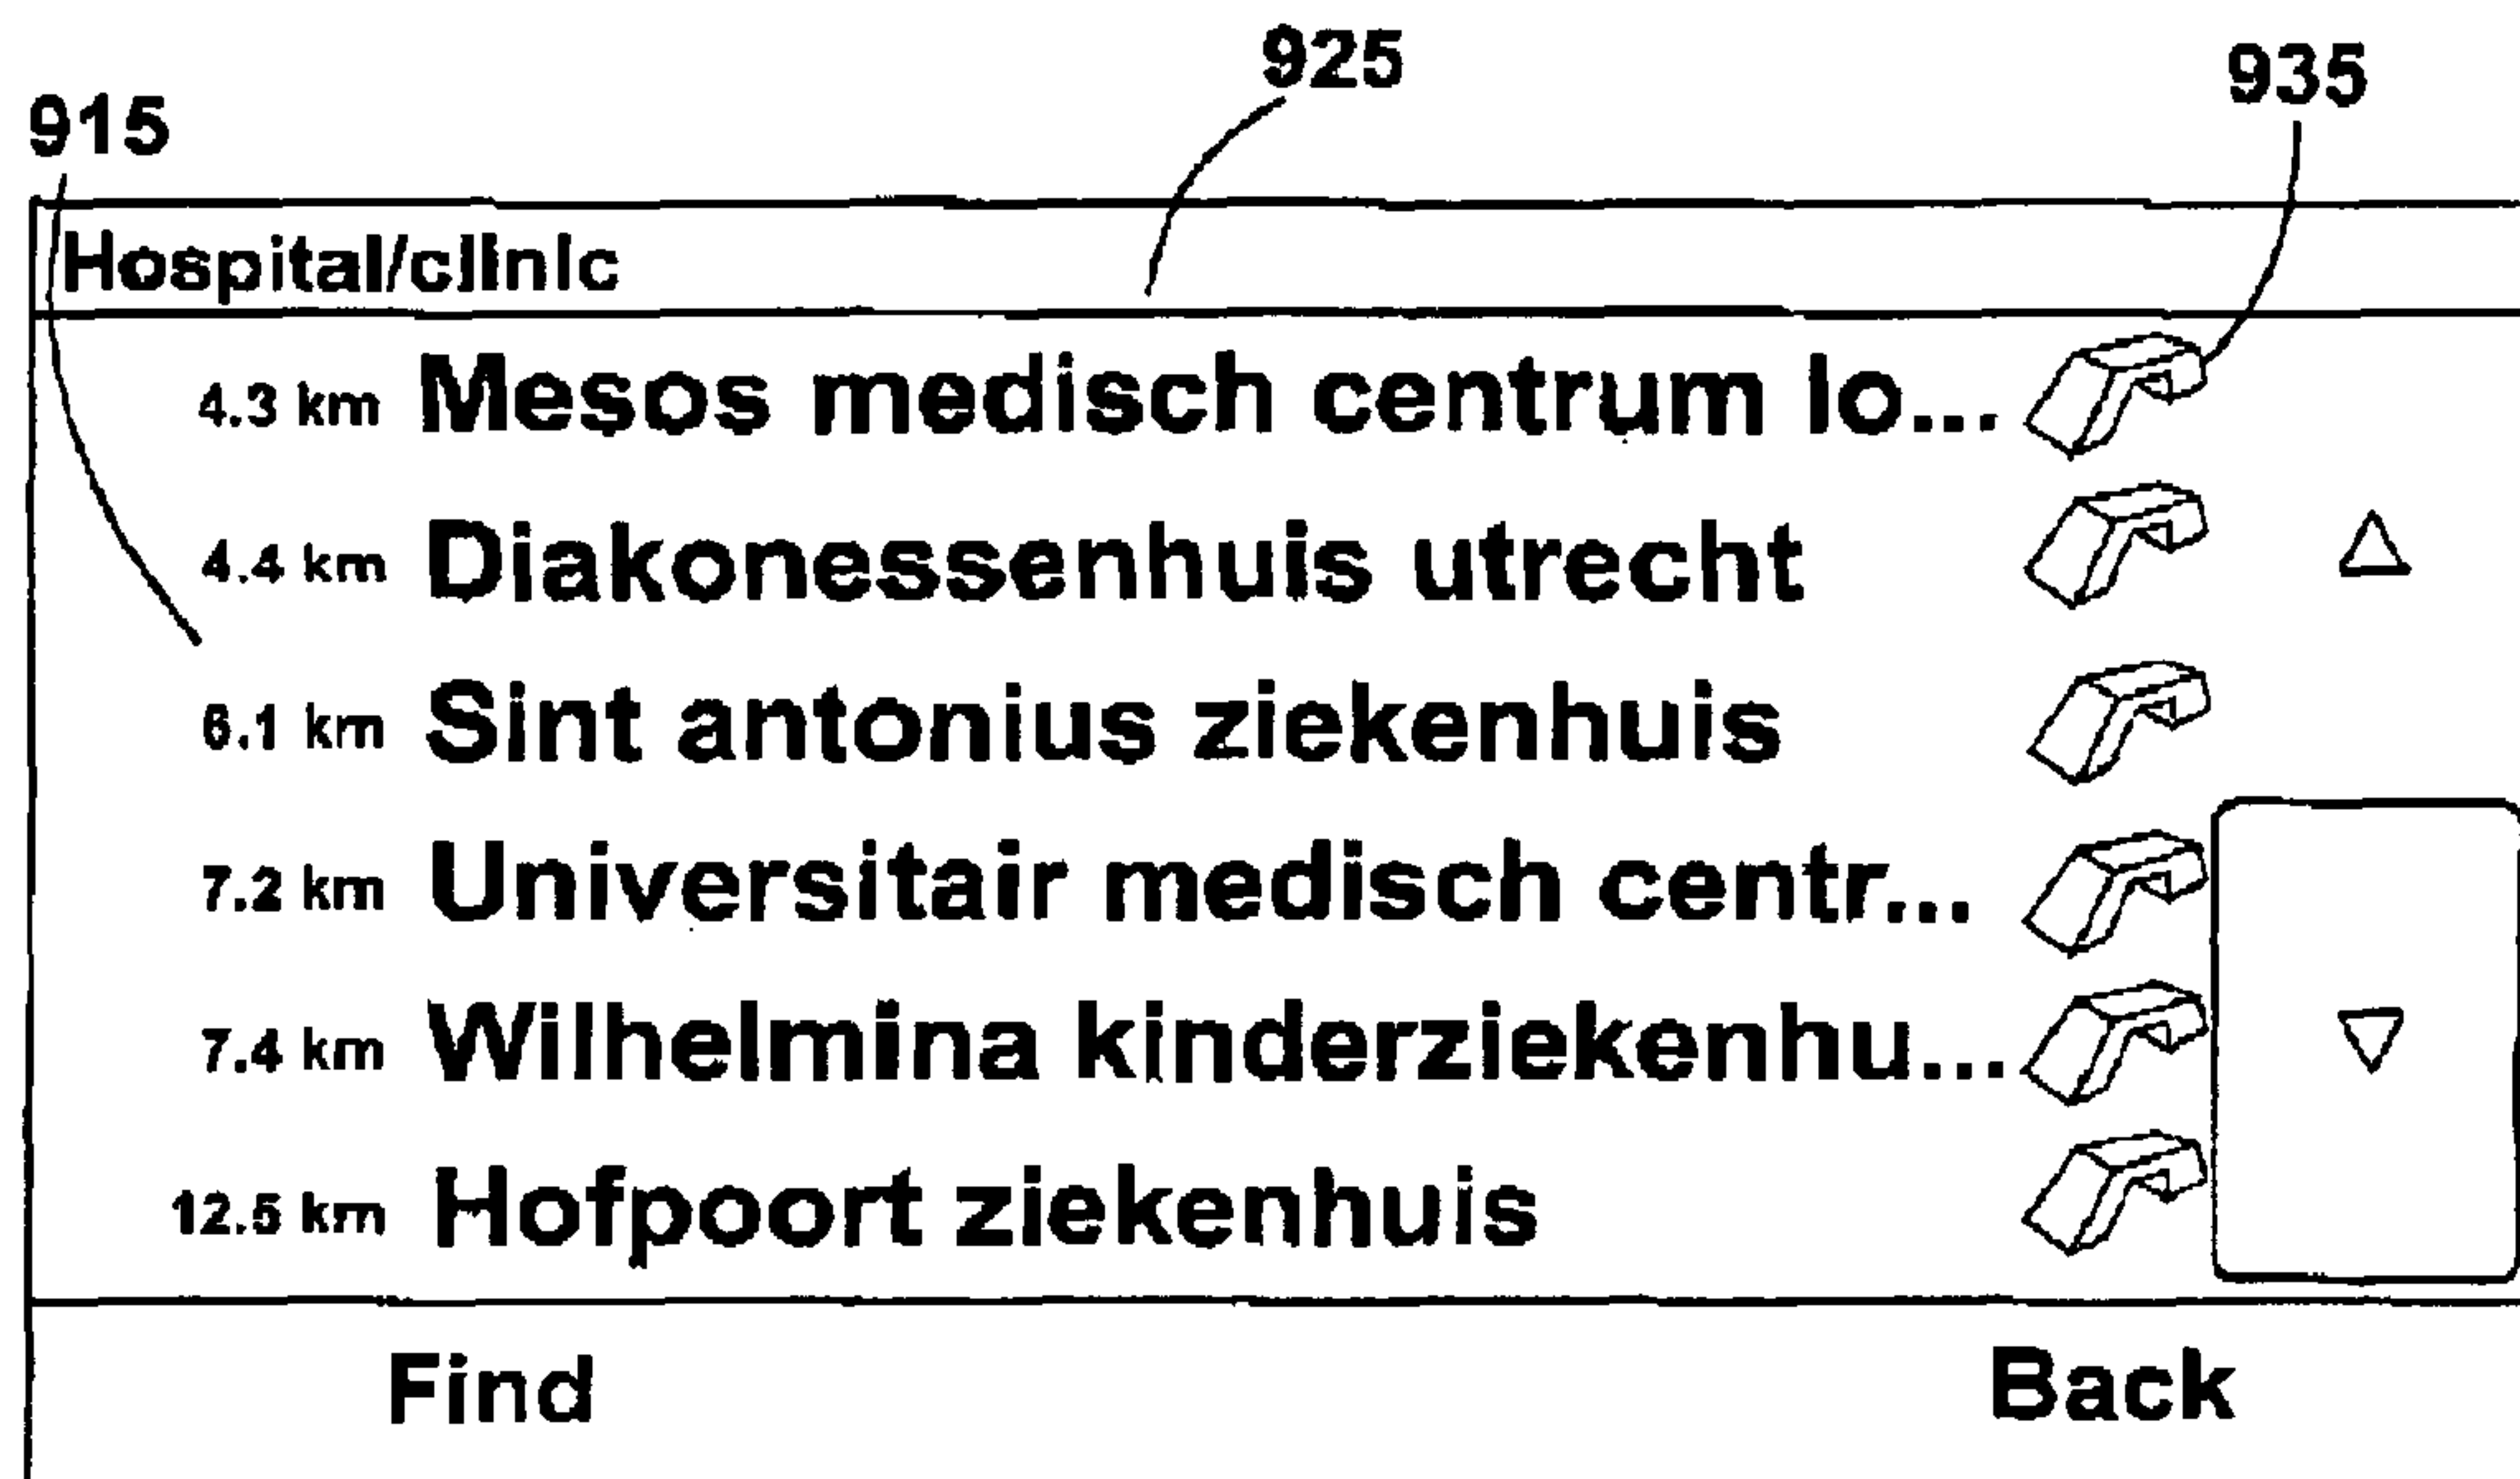 925
935
915
Hospital/clinic
4.3 km Mesos medisch centrum lo...
4.4 km Diakonessenhuis utrecht
6.1 km Sint antonius ziekenhuis
7.2 km Universitair medisch centr...
7.4 km Wilhelmina kinderziekenhu...
12.5 km Hofpoort ziekenhuis
Find Back